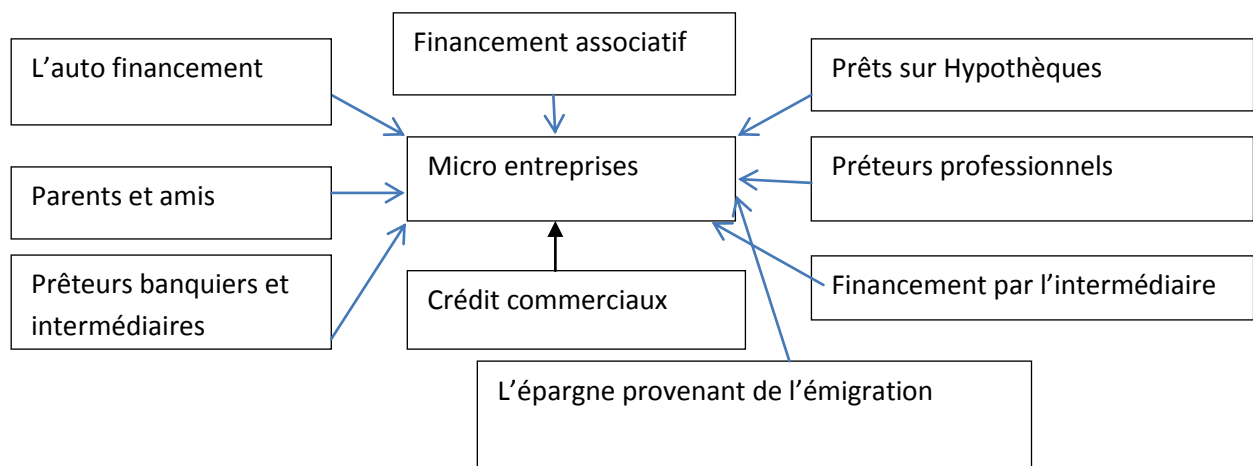 Financement associatif
L'auto financement
Prêts sur Hypothèques
Micro entreprises
Préteurs professionnels
Parents et amis
Prêteurs banquiers et
intermédiaires
Crédit commerciaux
Financement par l'intermédiaire
L'épargne provenant de l'émigration